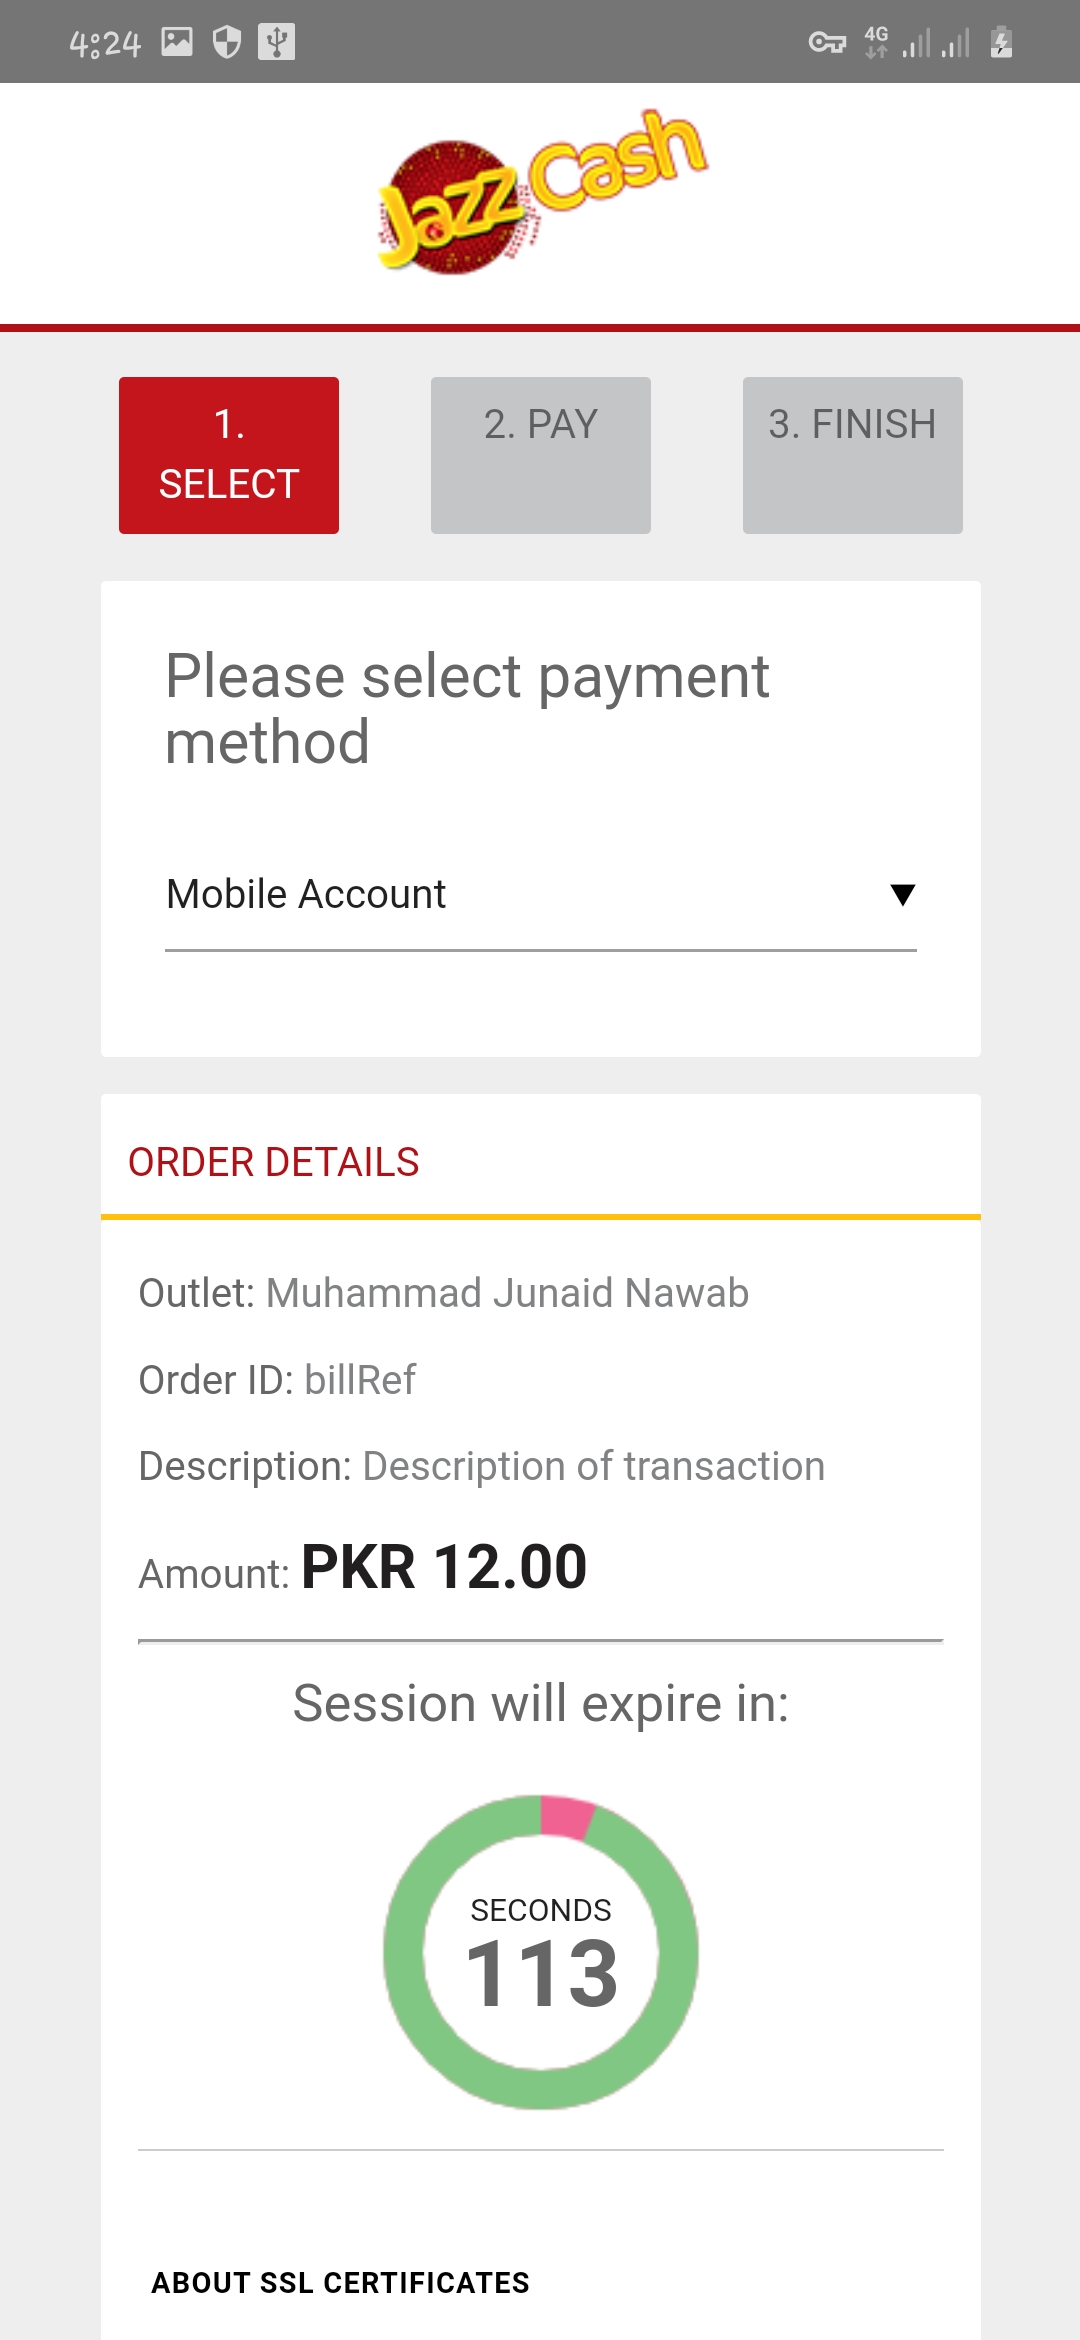 4:24
4G
Jazz Cash
1.
SELECT
2. PAY
3. FINISH
Please select payment
method
Mobile Account
ORDER DETAILS
Outlet: Muhammad Junaid Nawab
Order ID: billRef
Description: Description of transaction
Amount: PKR 12.00
Session will expire in:
SECONDS
113
ABOUT SSL CERTIFICATES